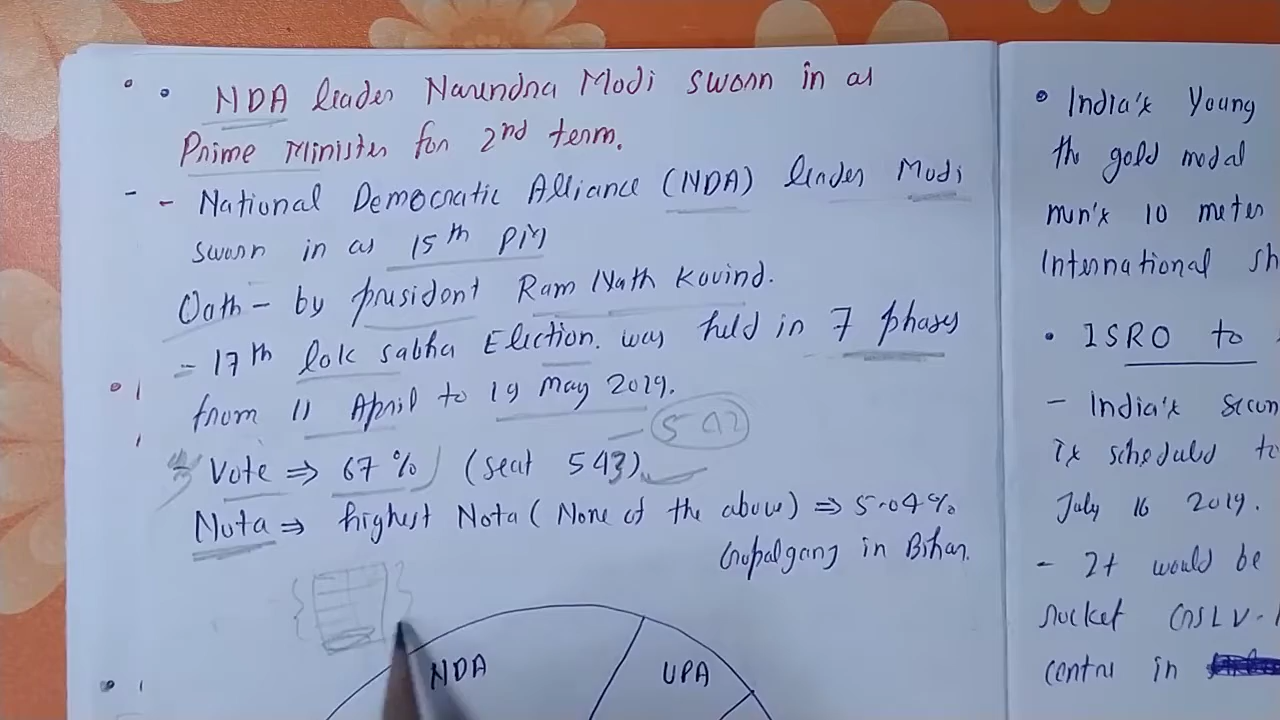 NDA leader Narendra Modi sworn in as
Prime Minister for 2nd term.
- National Democratic Alliance (NDA) leader Modi
sworn in as 15th PM
Oath - by president Ram Nath Kovind.
- 17th lok sabha Election. was held in 7 phases
from 11 April to 19 May 2019.
542
Vote ⇒ 67% (seat 543)
Nota ⇒ highest Nota (None of the above) ⇒ 5.04%
Gopalganj in Bihar.
NDA
UPA
India's Young
the gold medal
men's 10 meter
International Sh
ISRO to
- India's secon
is scheduled to
July 16 2019.
- It would be
rocket GSLV-
centre in